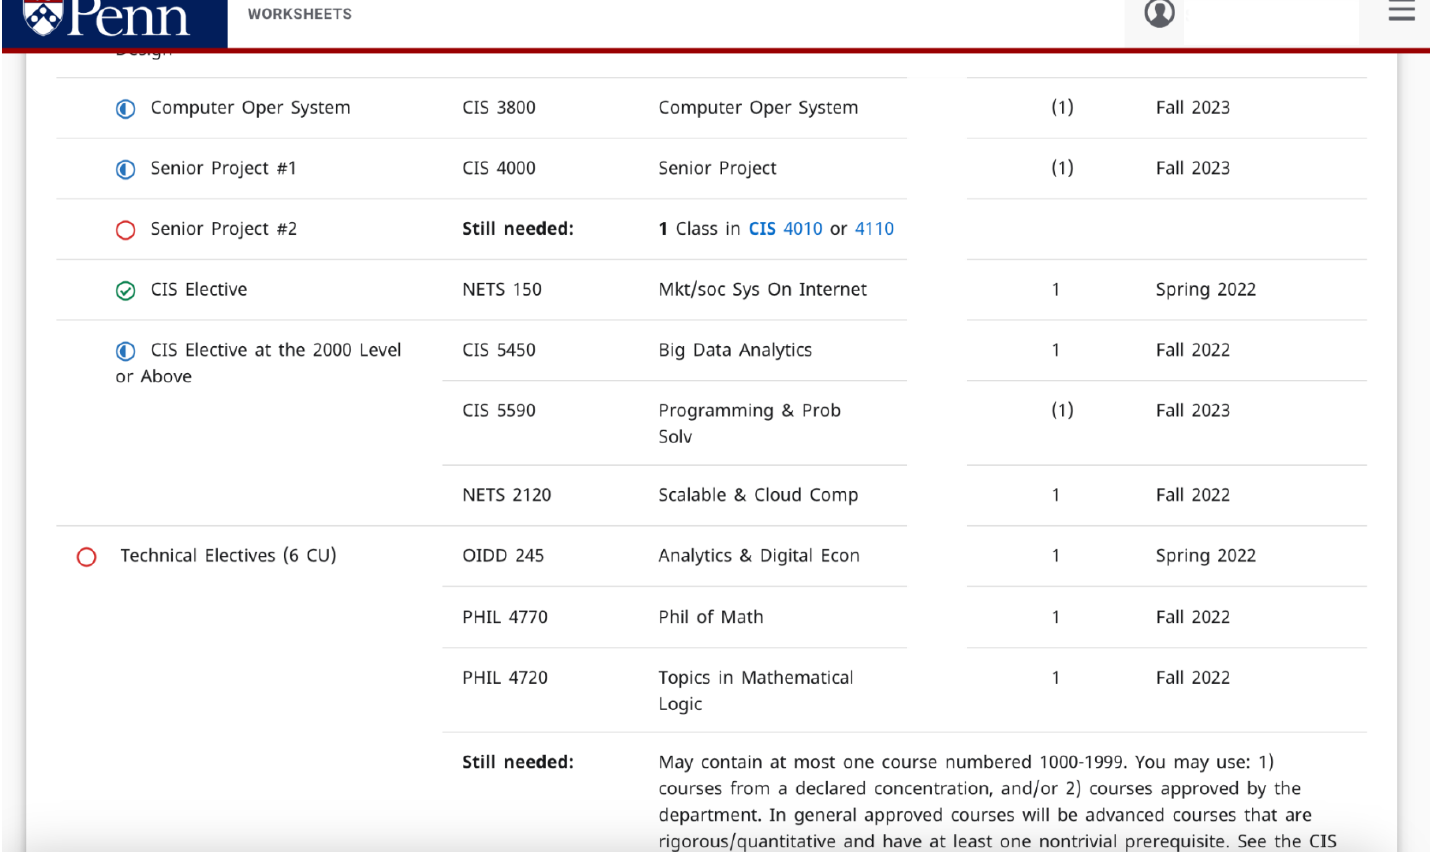 Penn WORKSHEETS
Design
Computer Oper System CIS 3800 Computer Oper System (1) Fall 2023
Senior Project #1 CIS 4000 Senior Project (1) Fall 2023
Senior Project #2 Still needed: 1 Class in CIS 4010 or 4110
CIS Elective NETS 150 Mkt/soc Sys On Internet 1 Spring 2022
CIS Elective at the 2000 Level CIS 5450 Big Data Analytics 1 Fall 2022
or Above
CIS 5590 Programming & Prob (1) Fall 2023
Solv
NETS 2120 Scalable & Cloud Comp 1 Fall 2022
Technical Electives (6 CU) OIDD 245 Analytics & Digital Econ 1 Spring 2022
PHIL 4770 Phil of Math 1 Fall 2022
PHIL 4720 Topics in Mathematical 1 Fall 2022
Logic
Still needed: May contain at most one course numbered 1000-1999. You may use: 1)
courses from a declared concentration, and/or 2) courses approved by the
department. In general approved courses will be advanced courses that are
rigorous/quantitative and have at least one nontrivial prerequisite. See the CIS